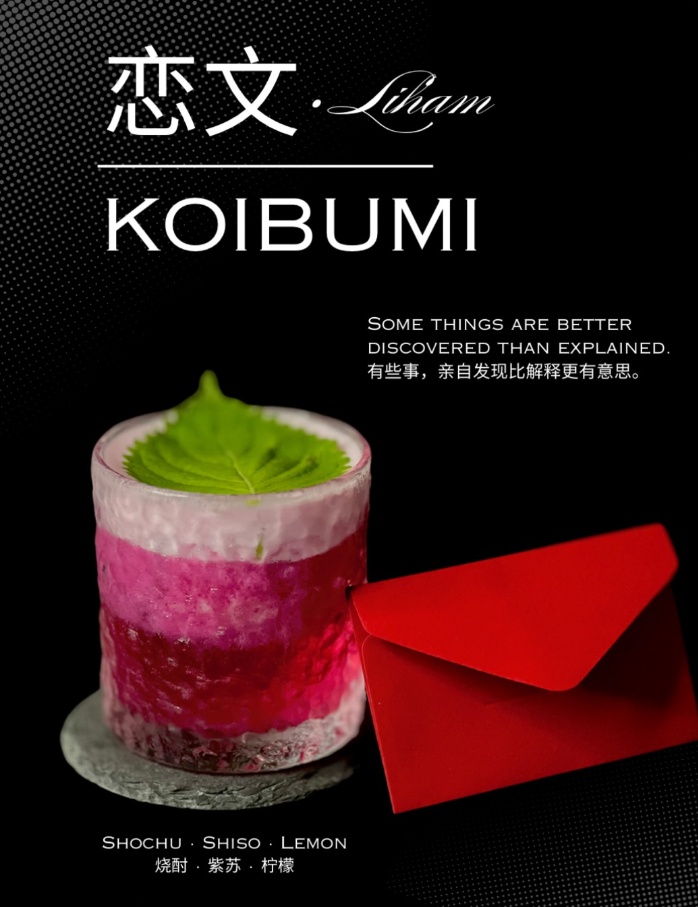 恋文·Liham
KOIBUMI
SOME THINGS ARE BETTER
DISCOVERED THAN EXPLAINED.
有些事，亲自发现比解释更有意思。
SHOCHU · SHISO · LEMON
烧酎 · 紫苏 · 柠檬